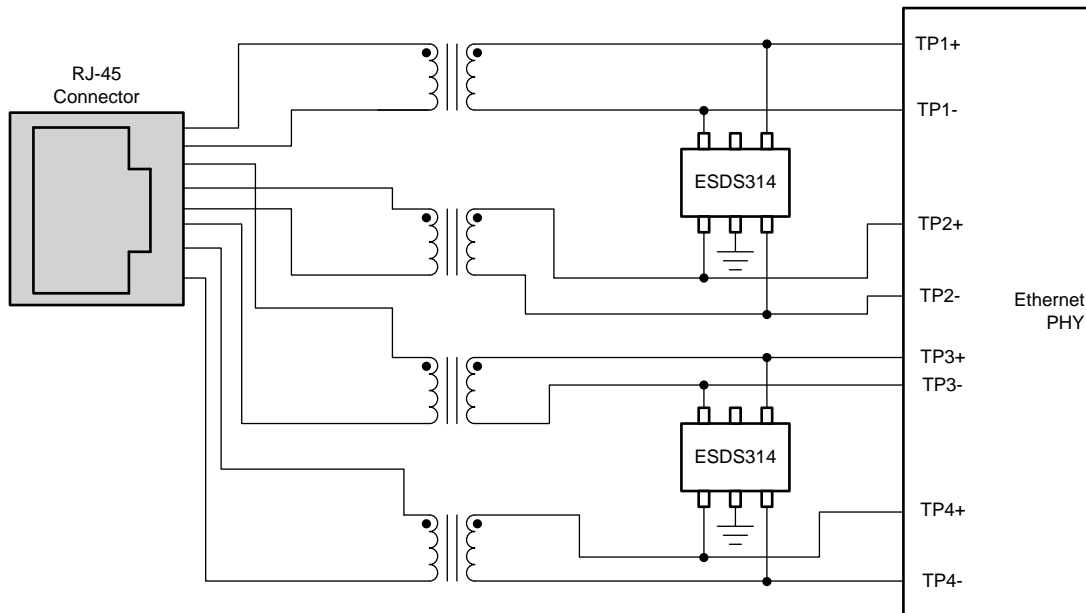 RJ-45
Connector
TP1+
TP1-
ESDS314
TP2+
TP2-
Ethernet
PHY
TP3+
TP3-
ESDS314
TP4+
TP4-